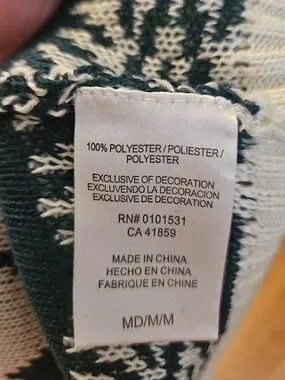 100% POLYESTER / POLIESTER /
POLYESTER
EXCLUSIVE OF DECORATION
EXCLUYENDO LA DECORACION
EXCLUSIVE DE DECORATION
RN# 0101531
CA 41859
MADE IN CHINA
HECHO EN CHINA
FABRIQUE EN CHINE
MD/M/M